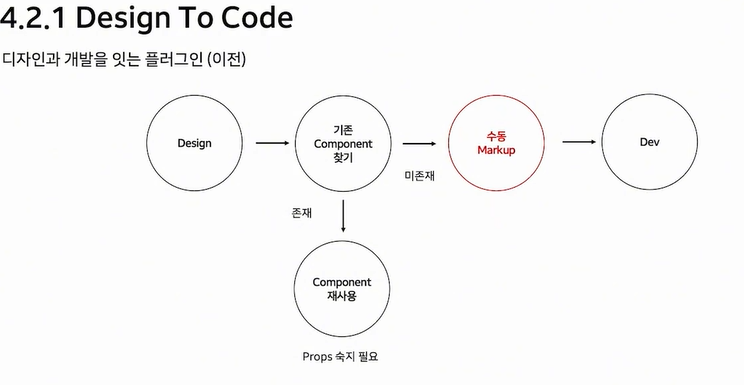 4.2.1 Design To Code
디자인과 개발을 잇는 플러그인 (이전)
Design
기존
Component
찾기
수동
Markup
Dev
미존재
존재
Component
재사용
Props 숙지 필요